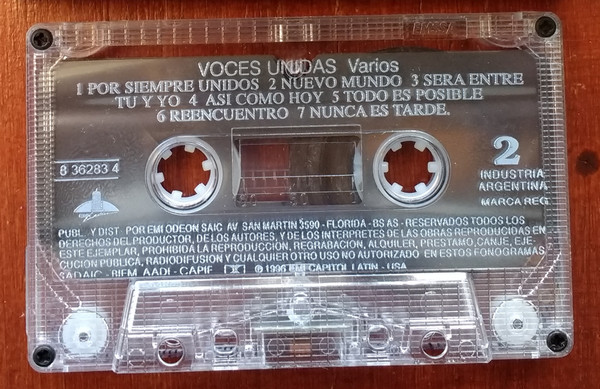 VOCES UNIDAS Varios
1 POR SIEMPRE UNIDOS 2 NUEVO MUNDO 3 SERA ENTRE
TU Y YO 4 ASI COMO HOY 5 TODO ES POSIBLE
6 REENCUENTRO 7 NUNCA ES TARDE.
8 36283 4
2
INDUSTRIA
ARGENTINA
MARCA REG
PUBL. Y DIST. POR EMI ODEON SAIC AV SAN MARTIN 3590 - FLORIDA - BS AS - RESERVADOS TODOS LOS
DERECHOS DEL PRODUCTOR, DE LOS AUTORES, Y DE LOS INTERPRETES DE LAS OBRAS REPRODUCIDAS EN
ESTE EJEMPLAR, PROHIBIDA LA REPRODUCCION, REGRABACION, ALQUILER, PRESTAMO, CANJE, EJE-
CUCION PUBLICA, RADIODIFUSION Y CUALQUIER OTRO USO NO AUTORIZADO EN ESTOS FONOGRAMAS
SADAIC - BIEM AADI - CAPIF ℗ 1996 EMI CAPITOL LATIN - USA